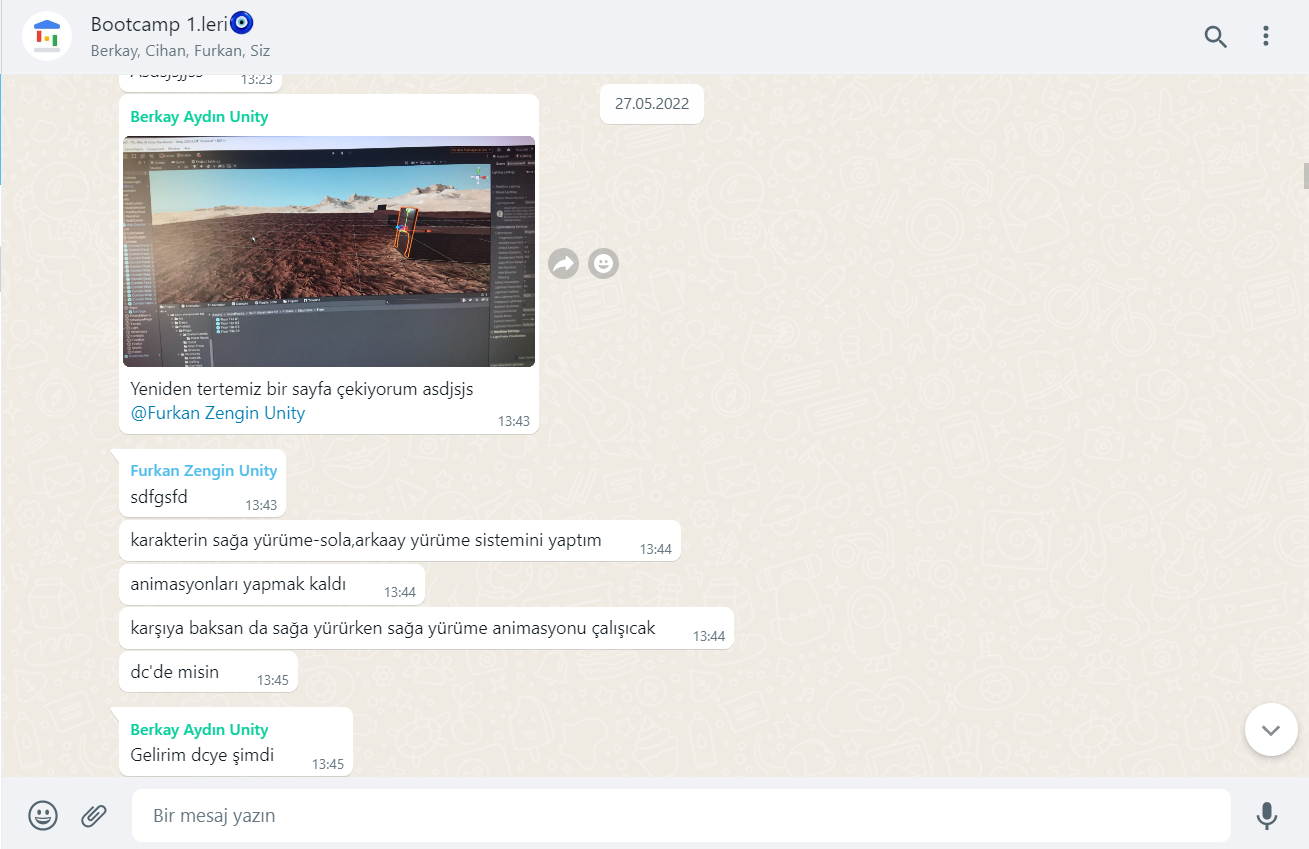 Bootcamp 1.leri
Berkay, Cihan, Furkan, Siz
13:23
27.05.2022
Berkay Aydın Unity
Yeniden tertemiz bir sayfa çekiyorum asdjsjs
@Furkan Zengin Unity
13:43
Furkan Zengin Unity
sdfgsfd
13:43
karakterin sağa yürüme-sola,arkaay yürüme sistemini yaptım
13:44
animasyonları yapmak kaldı
13:44
karşıya baksan da sağa yürürken sağa yürüme animasyonu çalışıcak
13:44
dc'de misin
13:45
Berkay Aydın Unity
Gelirim dcye şimdi
13:45
Bir mesaj yazın